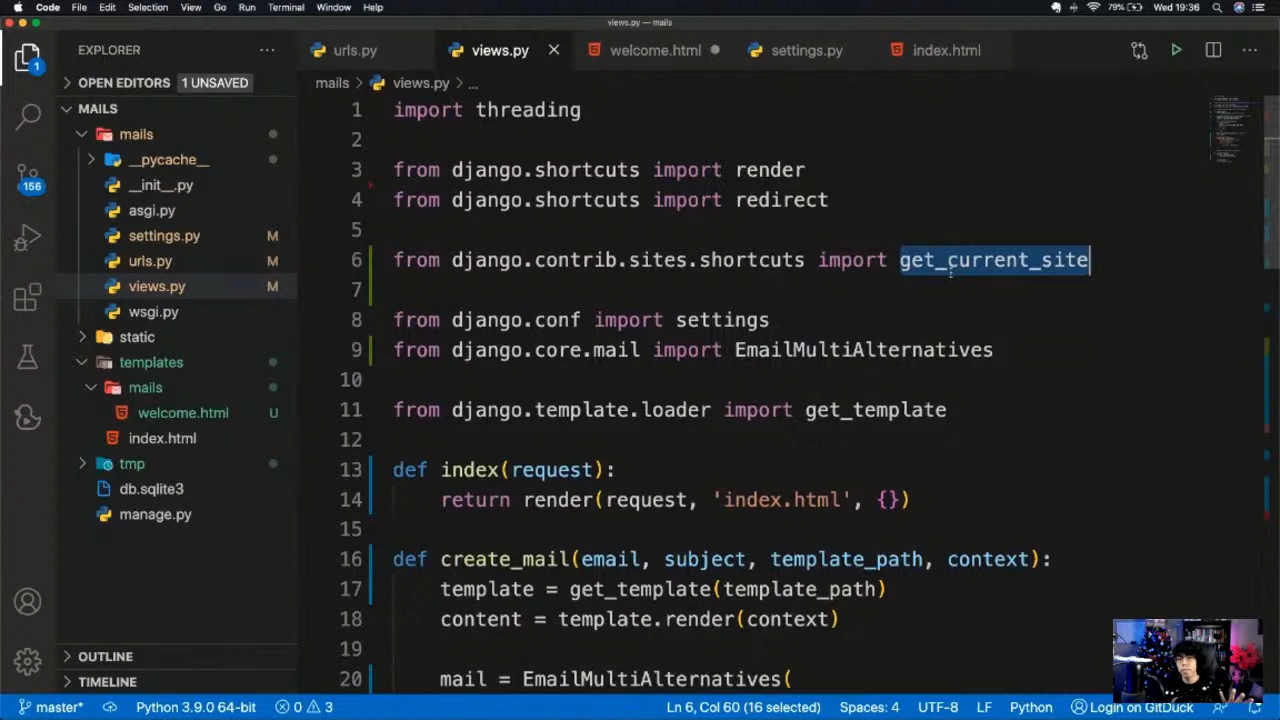 Code File Edit Selection View Go Run Terminal Window Help 79% Wed 19:36
views.py — mails
EXPLORER
urls.py views.py welcome.html settings.py index.html
OPEN EDITORS 1 UNSAVED
mails > views.py > ...
MAILS
mails
__pycache__
__init__.py
asgi.py
settings.py M
urls.py M
views.py M
wsgi.py
static
templates
mails
welcome.html U
index.html
tmp
db.sqlite3
manage.py
OUTLINE
TIMELINE
1
156
1 import threading
2
3 from django.shortcuts import render
4 from django.shortcuts import redirect
5
6 from django.contrib.sites.shortcuts import get_current_site
7
8 from django.conf import settings
9 from django.core.mail import EmailMultiAlternatives
10
11 from django.template.loader import get_template
12
13 def index(request):
14 return render(request, 'index.html', {})
15
16 def create_mail(email, subject, template_path, context):
17 template = get_template(template_path)
18 content = template.render(context)
19
20 mail = EmailMultiAlternatives(
master* Python 3.9.0 64-bit 0 3 Ln 6, Col 60 (16 selected) Spaces: 4 UTF-8 LF Python Login on GitDuck